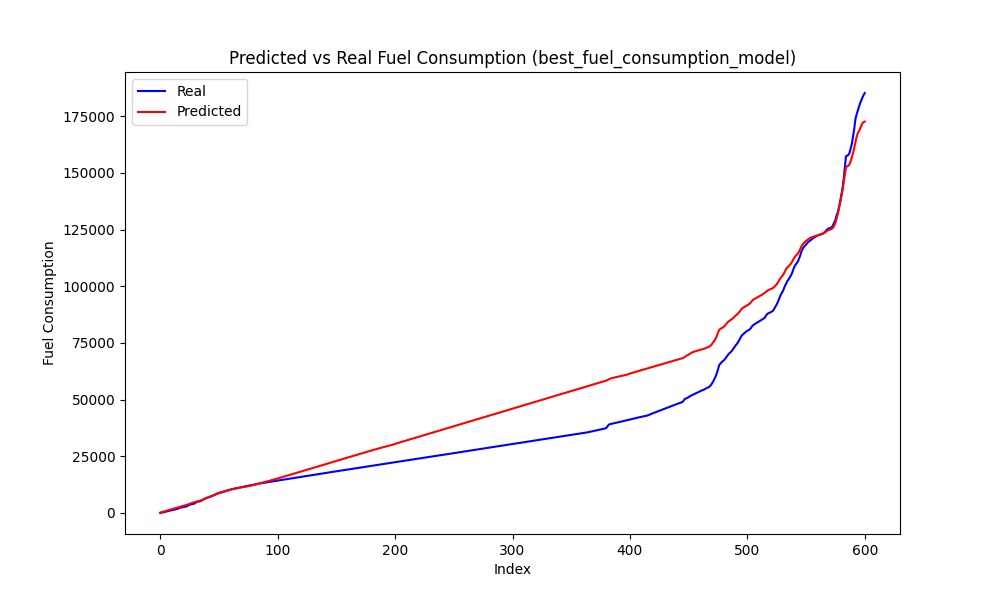 Predicted vs Real Fuel Consumption (best_fuel_consumption_model)
Real
Predicted
175000
150000
125000
100000
75000
50000
25000
0
Fuel Consumption
0 100 200 300 400 500 600
Index